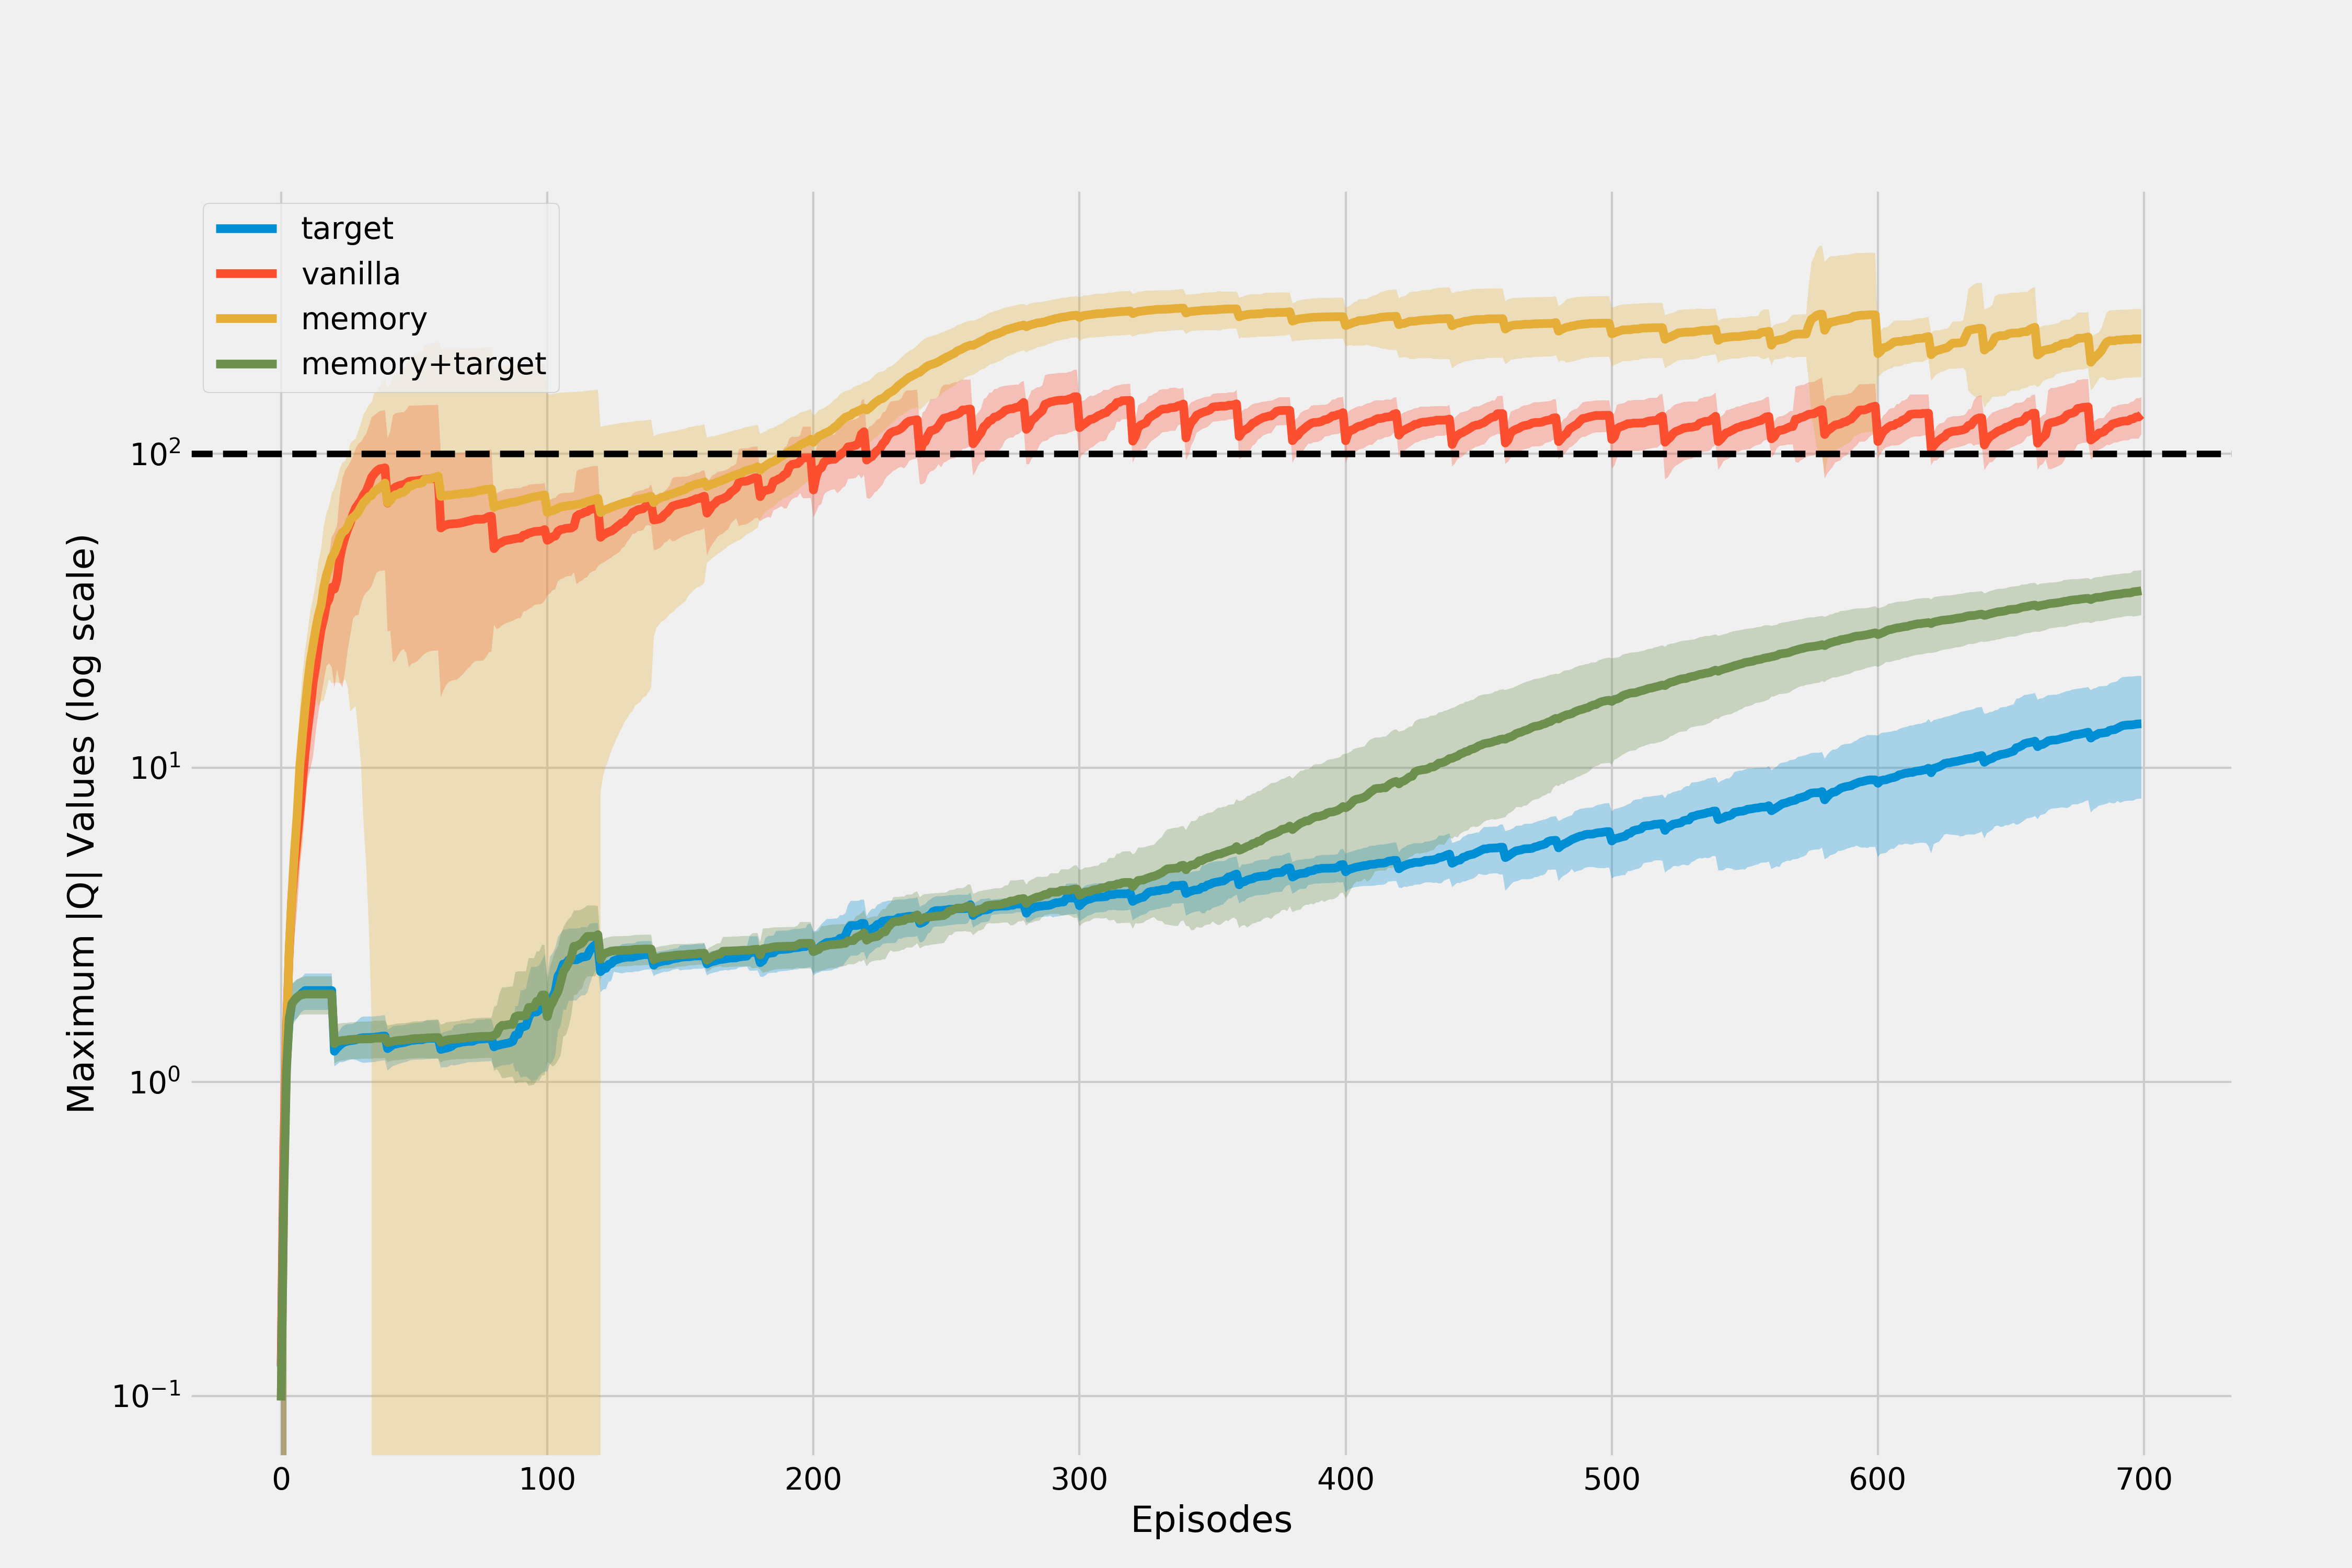 target
vanilla
memory
memory+target
Maximum |Q| Values (log scale)
10²
10¹
10⁰
10⁻¹
0 100 200 300 400 500 600 700
Episodes